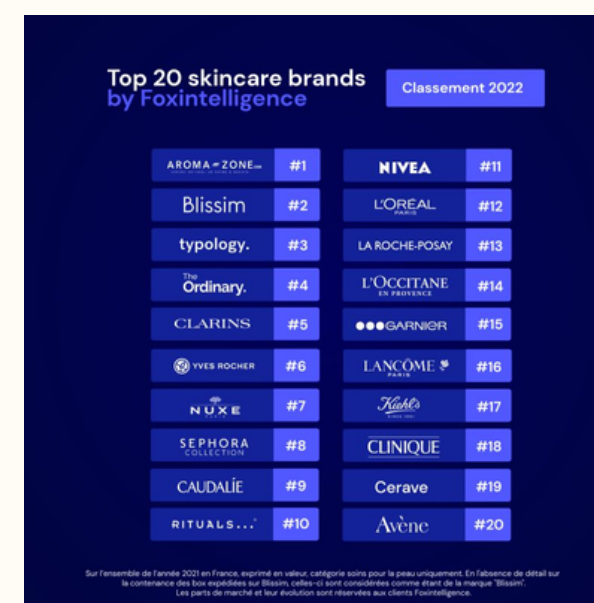 Top 20 skincare brands
by Foxintelligence
Classement 2022
AROMA-ZONE #1
Blissim #2
typology. #3
The
Ordinary. #4
CLARINS #5
YVES ROCHER #6
NUXE #7
SEPHORA
COLLECTION #8
CAUDALÍE #9
RITUALS... #10
NIVEA #11
L'ORÉAL
PARIS #12
LA ROCHE-POSAY #13
L'OCCITANE
EN PROVENCE #14
GARNIER #15
LANCÔME
PARIS #16
Kiehl's
SINCE 1851 #17
CLINIQUE #18
Cerave #19
Avène #20
Sur l'ensemble de l'année 2021 en France, exprimé en valeur, catégorie soins pour la peau uniquement. En l'absence de détail sur
la contenance des box expédiées sur Blissim, celles-ci sont considérées comme étant de la marque "Blissim".
Les parts de marché et leur évolution sont réservées aux clients Foxintelligence.